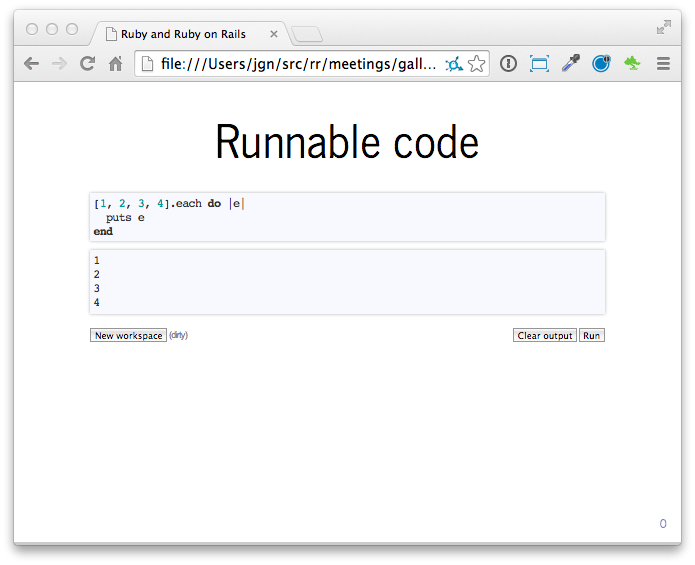 Ruby and Ruby on Rails
file:///Users/jgn/src/rr/meetings/gall...
Runnable code
[1, 2, 3, 4].each do |e|
  puts e
end
1
2
3
4
New workspace (dirty) Clear output Run
0